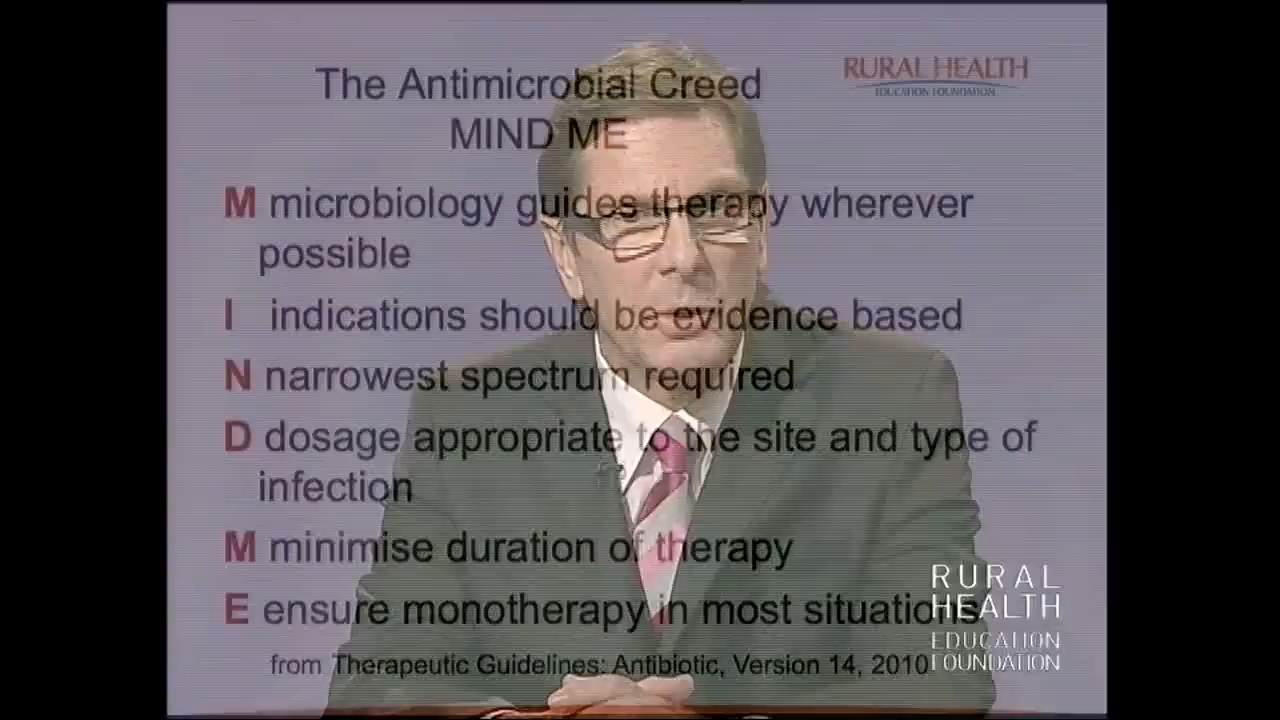 The Antimicrobial Creed
MIND ME
RURAL HEALTH
EDUCATION FOUNDATION
M microbiology guides therapy wherever
possible
I indications should be evidence based
N narrowest spectrum required
D dosage appropriate to the site and type of
infection
M minimise duration of therapy
E ensure monotherapy in most situations
from Therapeutic Guidelines: Antibiotic, Version 14, 2010
RURAL
HEALTH
EDUCATION
FOUNDATION